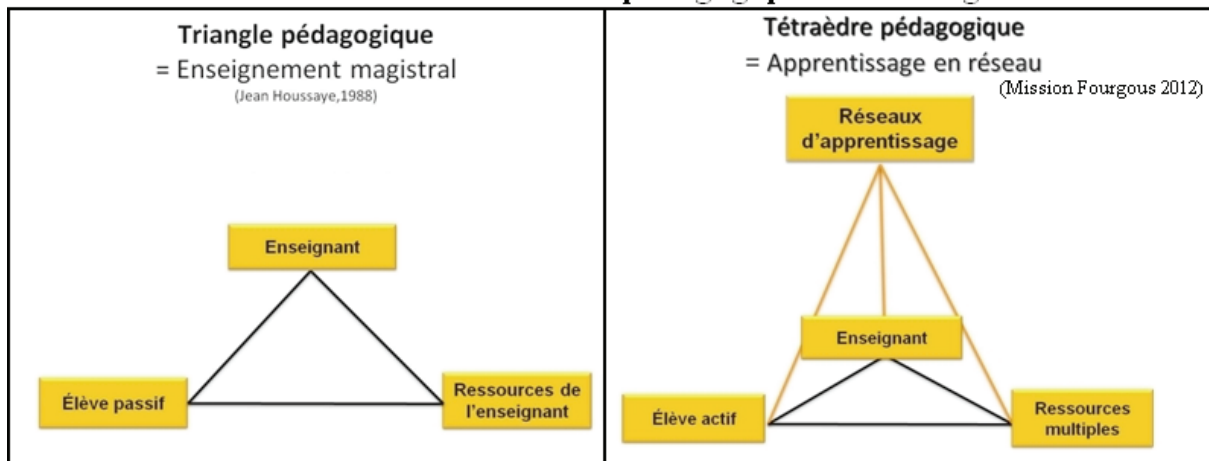 Triangle pédagogique
= Enseignement magistral
(Jean Houssaye,1988)
Enseignant
Élève passif
Ressources de
l'enseignant
Tétraèdre pédagogique
= Apprentissage en réseau
(Mission Fourgous 2012)
Réseaux
d'apprentissage
Enseignant
Élève actif
Ressources
multiples